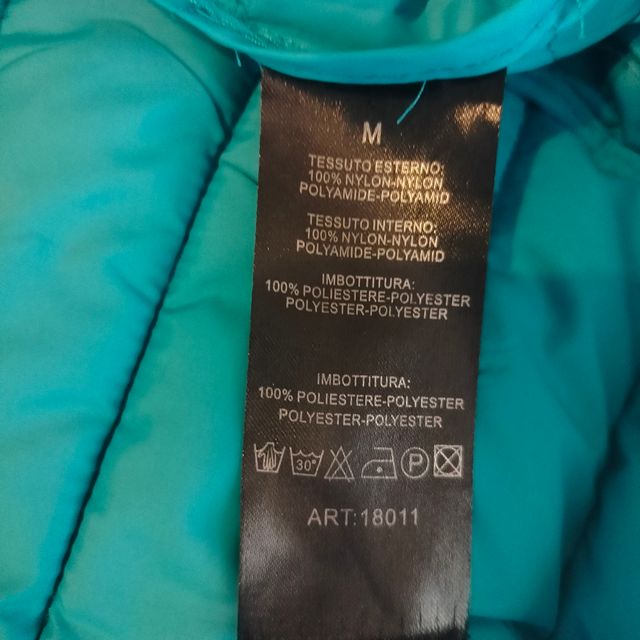 M
TESSUTO ESTERNO:
100% NYLON-NYLON
POLYAMIDE-POLYAMID
TESSUTO INTERNO:
100% NYLON-NYLON
POLYAMIDE-POLYAMID
IMBOTTITURA:
100% POLIESTERE-POLYESTER
POLYESTER-POLYESTER
IMBOTTITURA:
100% POLIESTERE-POLYESTER
POLYESTER-POLYESTER
30° P
ART:18011